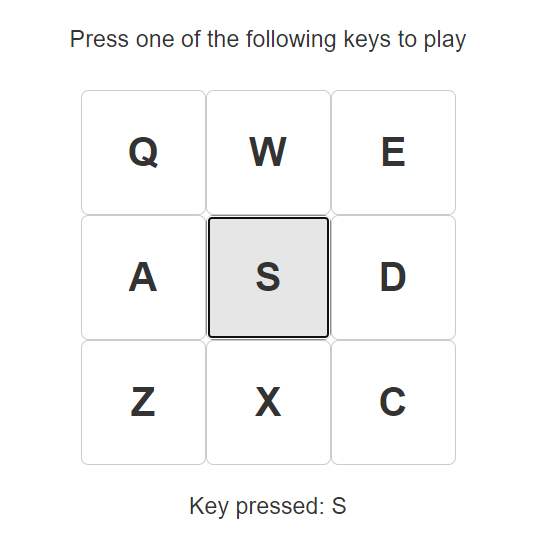 Press one of the following keys to play
Q W E
A S D
Z X C
Key pressed: S